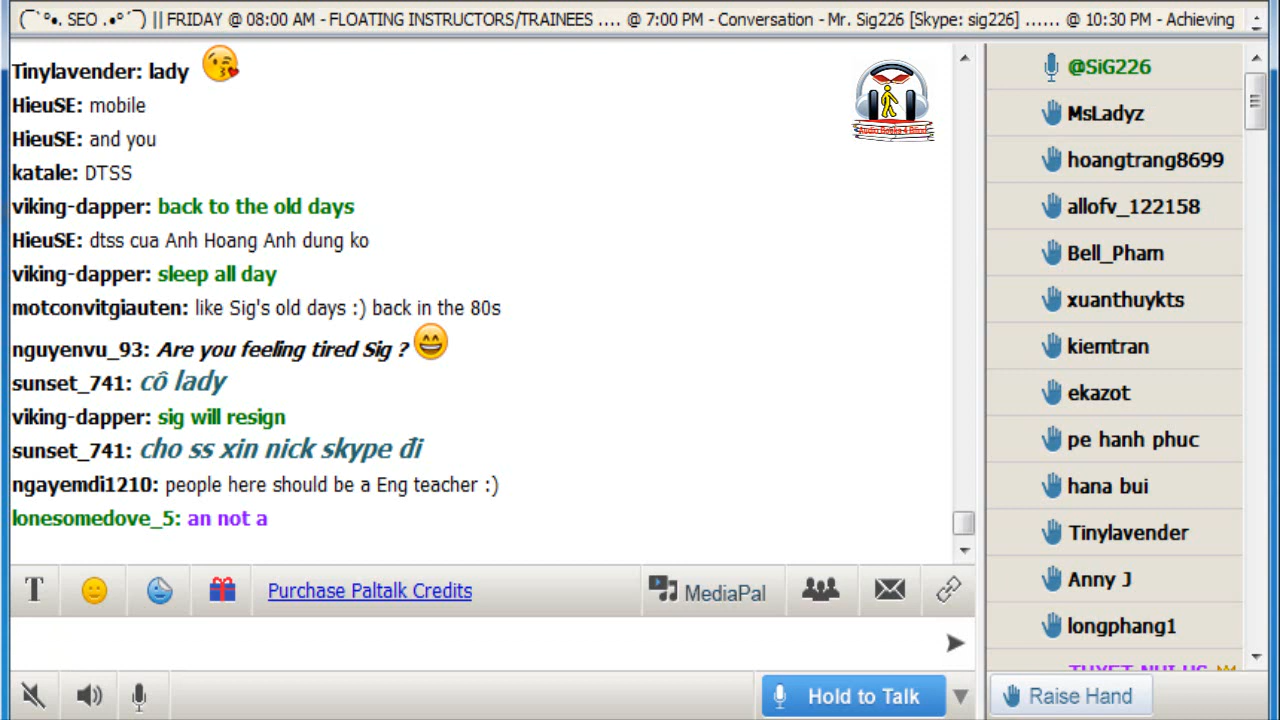 (¯`°•. SEO .•°´¯) || FRIDAY @ 08:00 AM - FLOATING INSTRUCTORS/TRAINEES .... @ 7:00 PM - Conversation - Mr. Sig226 [Skype: sig226] ...... @ 10:30 PM - Achieving
Tinylavender: lady
HieuSE: mobile
HieuSE: and you
katale: DTSS
viking-dapper: back to the old days
HieuSE: dtss cua Anh Hoang Anh dung ko
viking-dapper: sleep all day
motconvitgiauten: like Sig's old days :) back in the 80s
nguyenvu_93: Are you feeling tired Sig ?
sunset_741: cô lady
viking-dapper: sig will resign
sunset_741: cho ss xin nick skype đi
ngayemdi1210: people here should be a Eng teacher :)
lonesomedove_5: an not a
Audio Books 4 Blind
T
Purchase Paltalk Credits
MediaPal
Hold to Talk
@SiG226
MsLadyz
hoangtrang8699
allofv_122158
Bell_Pham
xuanthuykts
kiemtran
ekazot
pe hanh phuc
hana bui
Tinylavender
Anny J
longphang1
Raise Hand